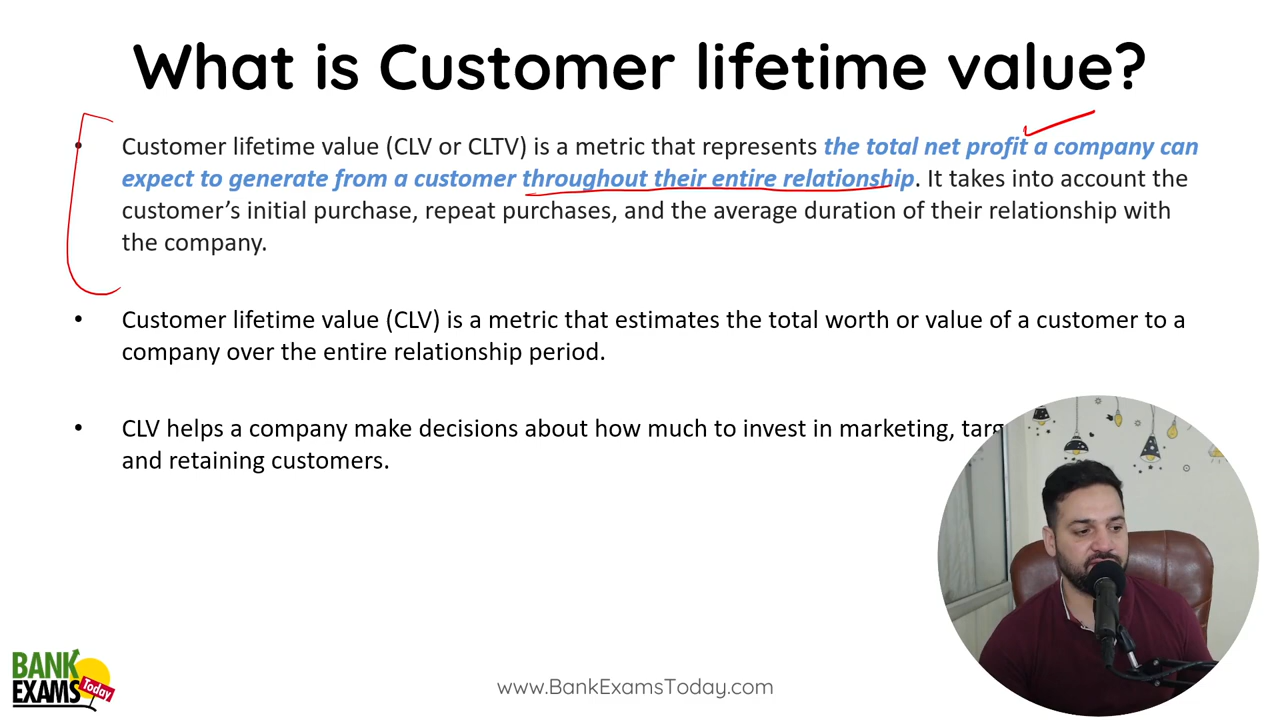 What is Customer lifetime value?
• Customer lifetime value (CLV or CLTV) is a metric that represents the total net profit a company can
expect to generate from a customer throughout their entire relationship. It takes into account the
customer’s initial purchase, repeat purchases, and the average duration of their relationship with
the company.
• Customer lifetime value (CLV) is a metric that estimates the total worth or value of a customer to a
company over the entire relationship period.
• CLV helps a company make decisions about how much to invest in marketing,
and retaining customers.
BANK
EXAMS
Today
www.BankExamsToday.com